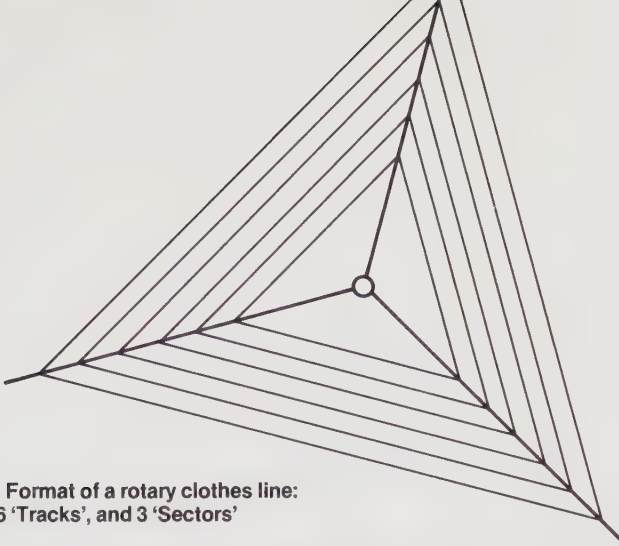 Format of a rotary clothes line:
6 'Tracks', and 3 'Sectors'